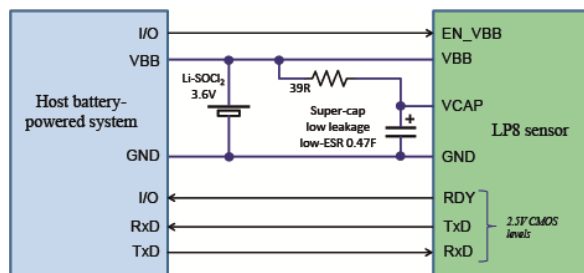 I/O
EN_VBB
VBB
VBB
Li-SOCl₂
3.6V
39R
Host battery-
powered system
Super-cap
low leakage
low-ESR 0.47F
+
VCAP
LP8 sensor
GND
GND
I/O
RDY
RxD
TxD
2.5V CMOS
levels
TxD
RxD